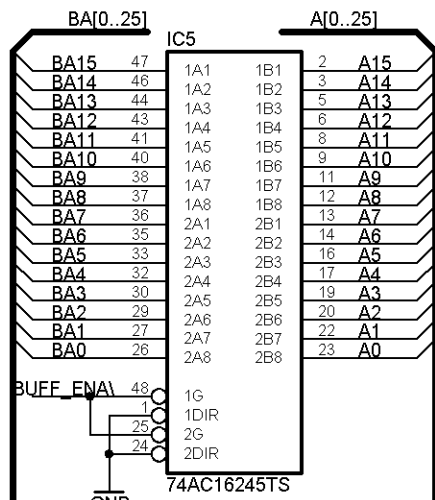 BA[0..25] A[0..25]
IC5
BA15 47 1A1 1B1 2 A15
BA14 46 1A2 1B2 3 A14
BA13 44 1A3 1B3 5 A13
BA12 43 1A4 1B4 6 A12
BA11 41 1A5 1B5 8 A11
BA10 40 1A6 1B6 9 A10
BA9 38 1A7 1B7 11 A9
BA8 37 1A8 1B8 12 A8
BA7 36 2A1 2B1 13 A7
BA6 35 2A2 2B2 14 A6
BA5 33 2A3 2B3 16 A5
BA4 32 2A4 2B4 17 A4
BA3 30 2A5 2B5 19 A3
BA2 29 2A6 2B6 20 A2
BA1 27 2A7 2B7 22 A1
BA0 26 2A8 2B8 23 A0
BUFF_ENA\ 48 1G
1 1DIR
25 2G
24 2DIR
74AC16245TS
GND